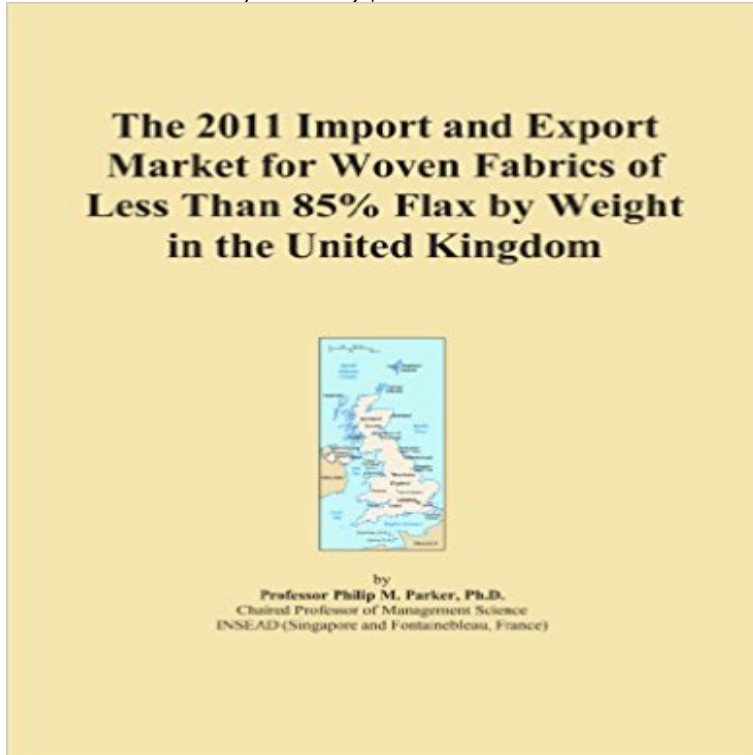 The 2011 Import and Export
Market for Woven Fabrics of
Less Than 85% Flax by Weight
in the United Kingdom
by
Professor Philip M. Parker, Ph.D.
Chaired Professor of Management Science
INSEAD (Singapore and Fontainebleau, France)